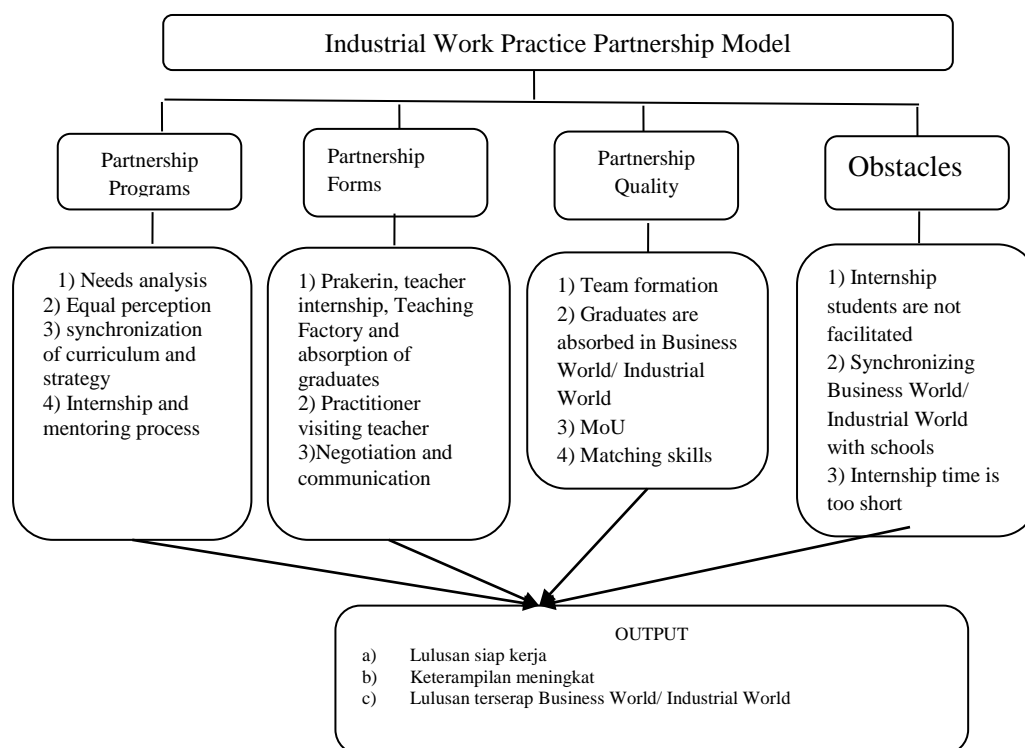 Industrial Work Practice Partnership Model
Partnership
Programs
Partnership
Forms
Partnership
Quality
Obstacles
1) Needs analysis
2) Equal perception
3) synchronization
of curriculum and
strategy
4) Internship and
mentoring process
1) Prakerin, teacher
internship, Teaching
Factory and
absorption of
graduates
2) Practitioner
visiting teacher
3)Negotiation and
communication
1) Team formation
2) Graduates are
absorbed in Business
World/ Industrial
World
3) MoU
4) Matching skills
1) Internship
students are not
facilitated
2) Synchronizing
Business World/
Industrial World
with schools
3) Internship time is
too short
OUTPUT
a) Lulusan siap kerja
b) Keterampilan meningkat
c) Lulusan terserap Business World/ Industrial World